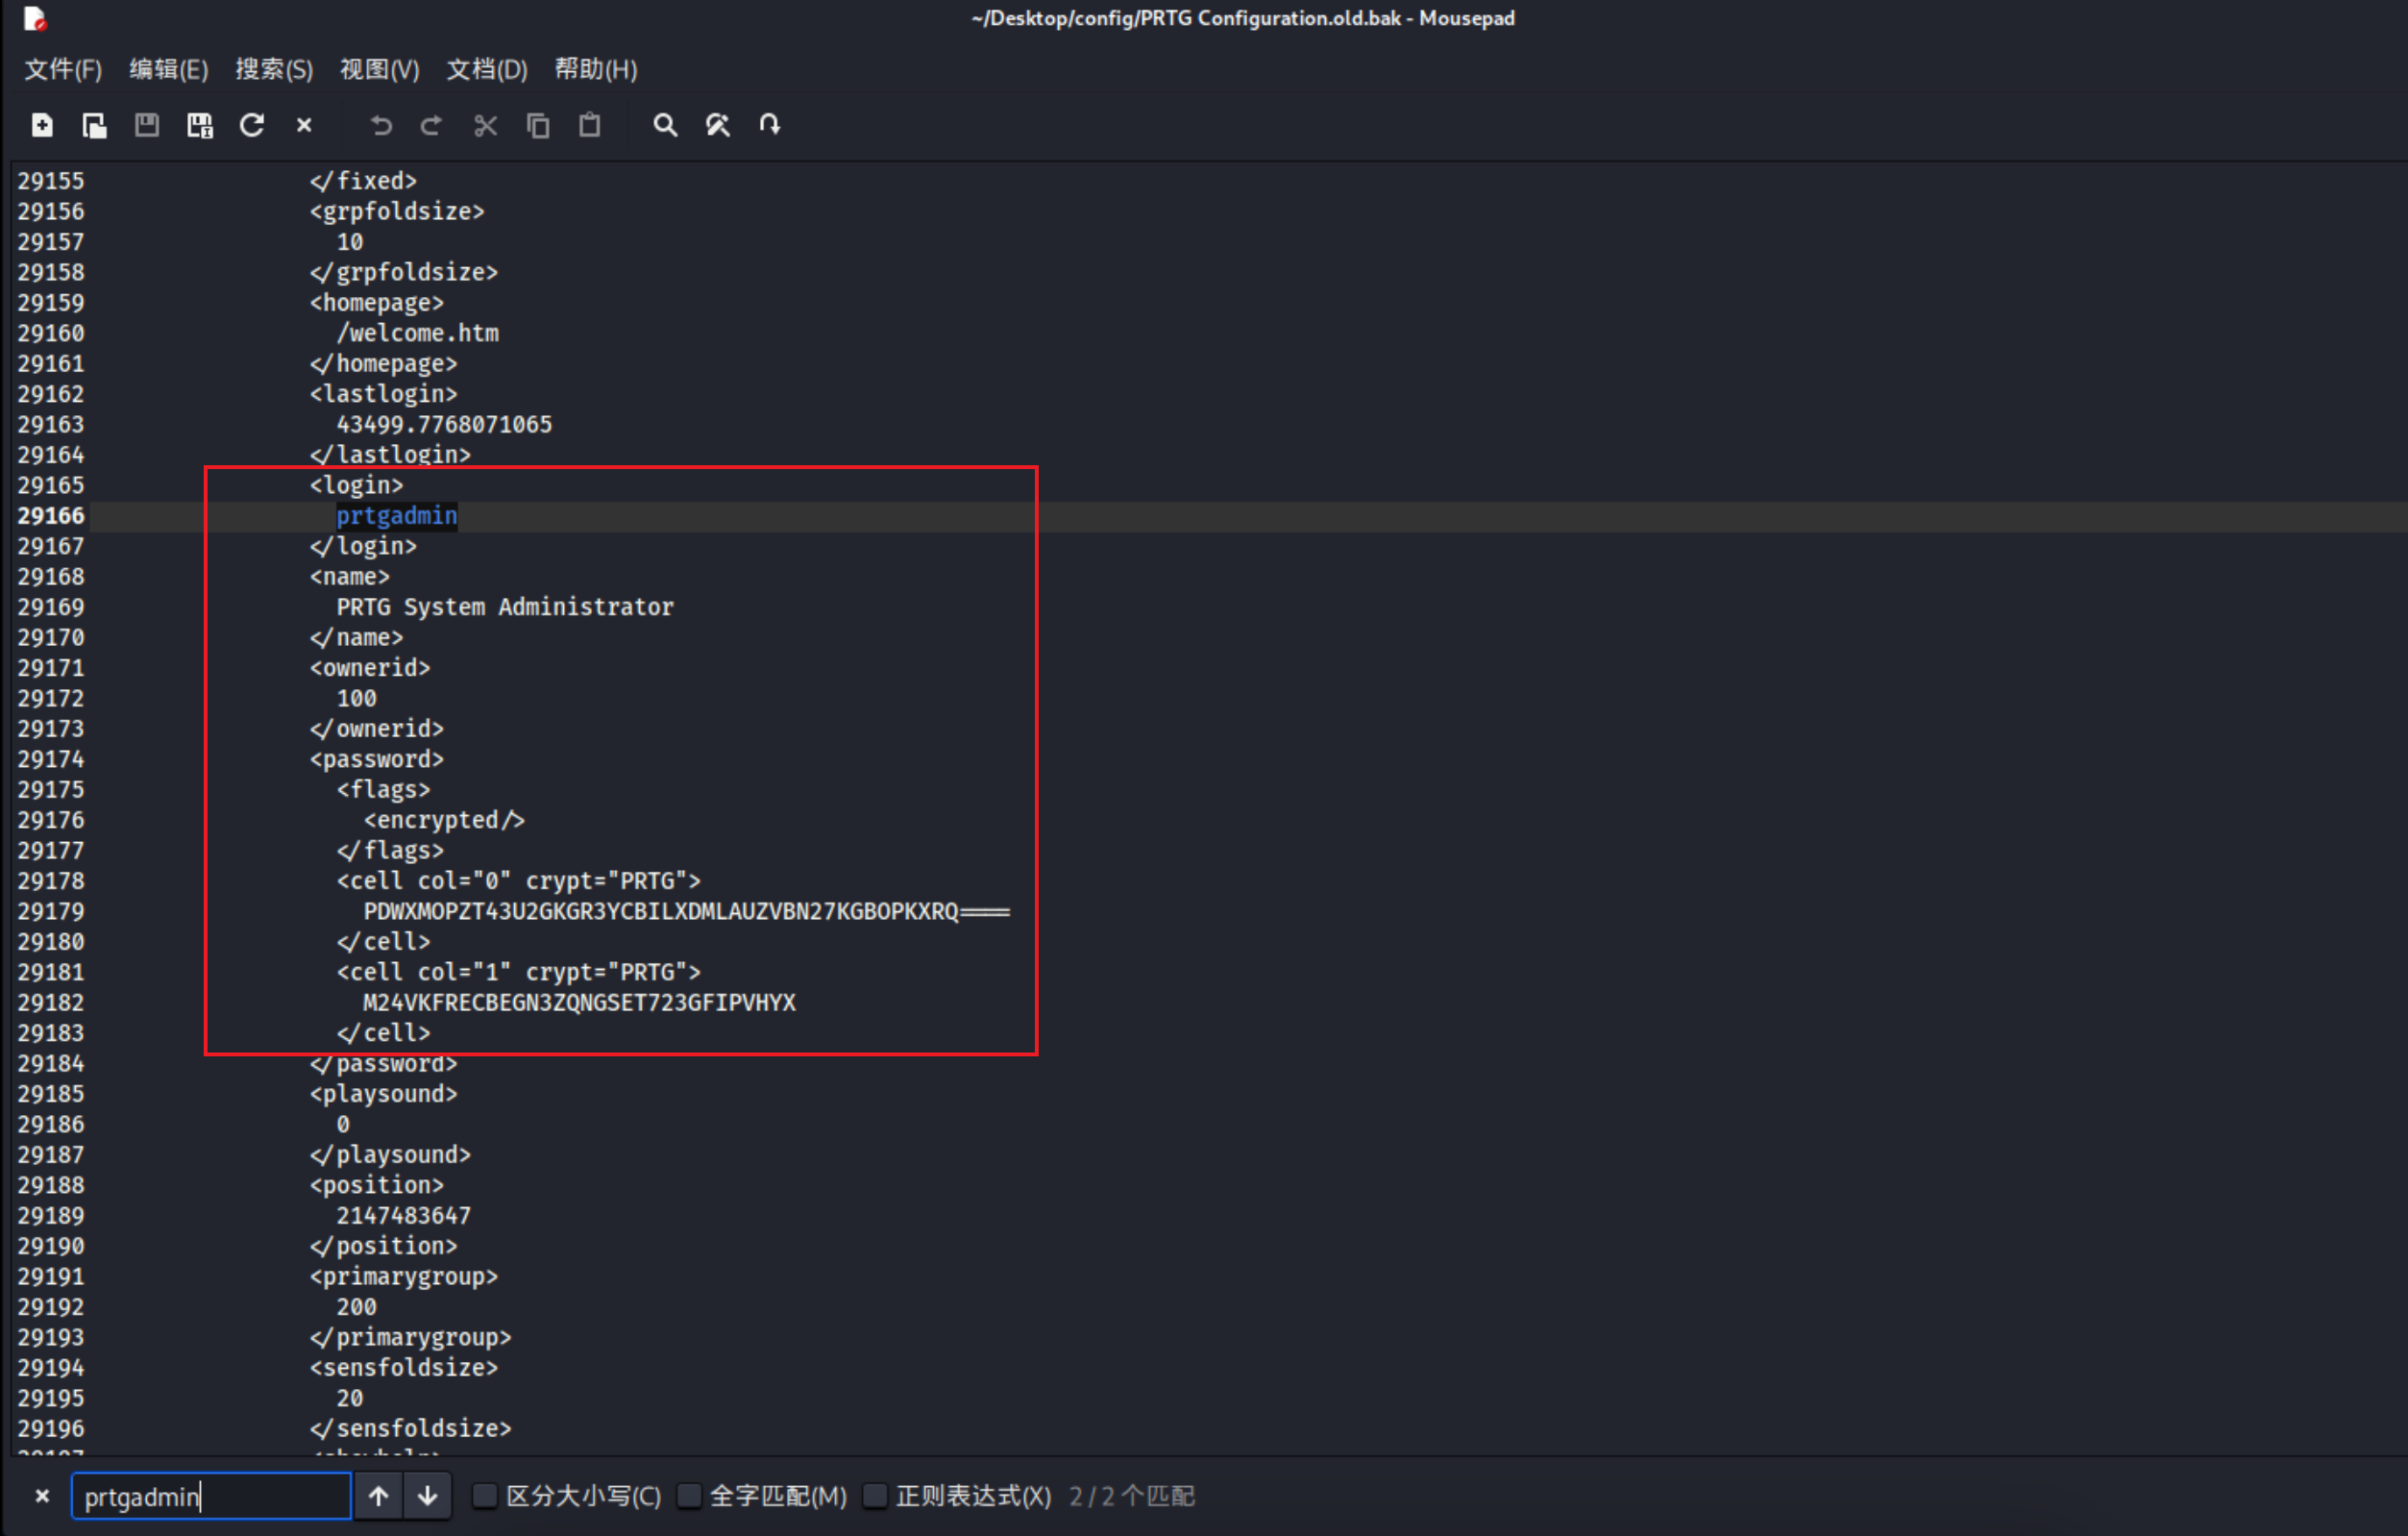 ~/Desktop/config/PRTG Configuration.old.bak - Mousepad
文件(F) 编辑(E) 搜索(S) 视图(V) 文档(D) 帮助(H)
29155 </fixed>
29156 <grpfoldsize>
29157 10
29158 </grpfoldsize>
29159 <homepage>
29160 /welcome.htm
29161 </homepage>
29162 <lastlogin>
29163 43499.7768071065
29164 </lastlogin>
29165 <login>
29166 prtgadmin
29167 </login>
29168 <name>
29169 PRTG System Administrator
29170 </name>
29171 <ownerid>
29172 100
29173 </ownerid>
29174 <password>
29175 <flags>
29176 <encrypted/>
29177 </flags>
29178 <cell col="0" crypt="PRTG">
29179 PDWXMOPZT43U2GKGR3YCBILXDMLAUZVBN27KGBOPKXRQ====
29180 </cell>
29181 <cell col="1" crypt="PRTG">
29182 M24VKFRECBEGN3ZQNGSET723GFIPVHYX
29183 </cell>
29184 </password>
29185 <playsound>
29186 0
29187 </playsound>
29188 <position>
29189 2147483647
29190 </position>
29191 <primarygroup>
29192 200
29193 </primarygroup>
29194 <sensfoldsize>
29195 20
29196 </sensfoldsize>
prtgadmin 区分大小写(C) 全字匹配(M) 正则表达式(X) 2/2个匹配